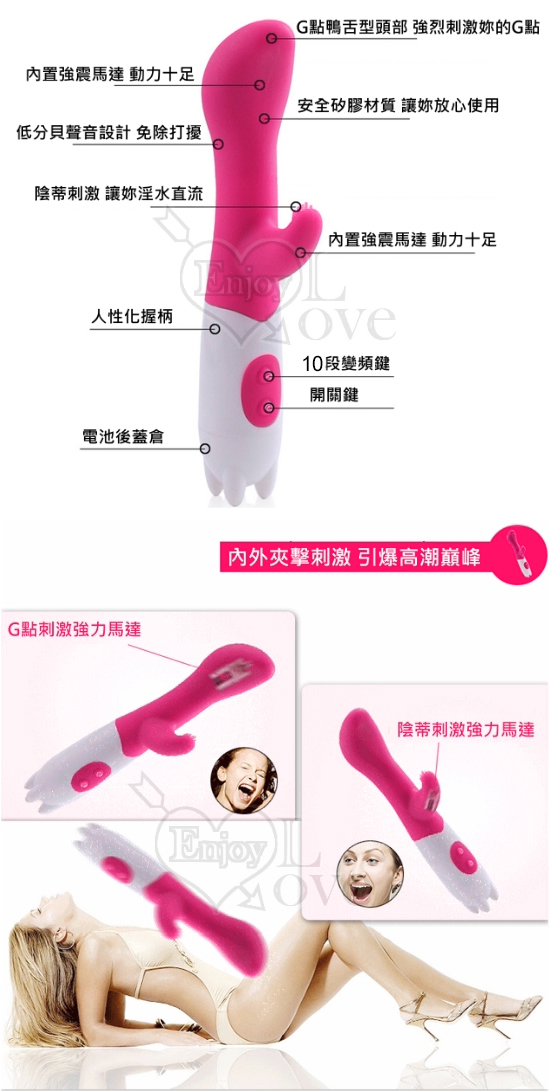 G點鴨舌型頭部 強烈刺激妳的G點
內置強震馬達 動力十足
安全矽膠材質 讓妳放心使用
低分貝聲音設計 免除打擾
陰蒂刺激 讓妳淫水直流
內置強震馬達 動力十足
Enjoy Love
人性化握柄
10段變頻鍵
開關鍵
電池後蓋倉
內外夾擊刺激 引爆高潮巔峰
G點刺激強力馬達
陰蒂刺激強力馬達
Enjoy Love